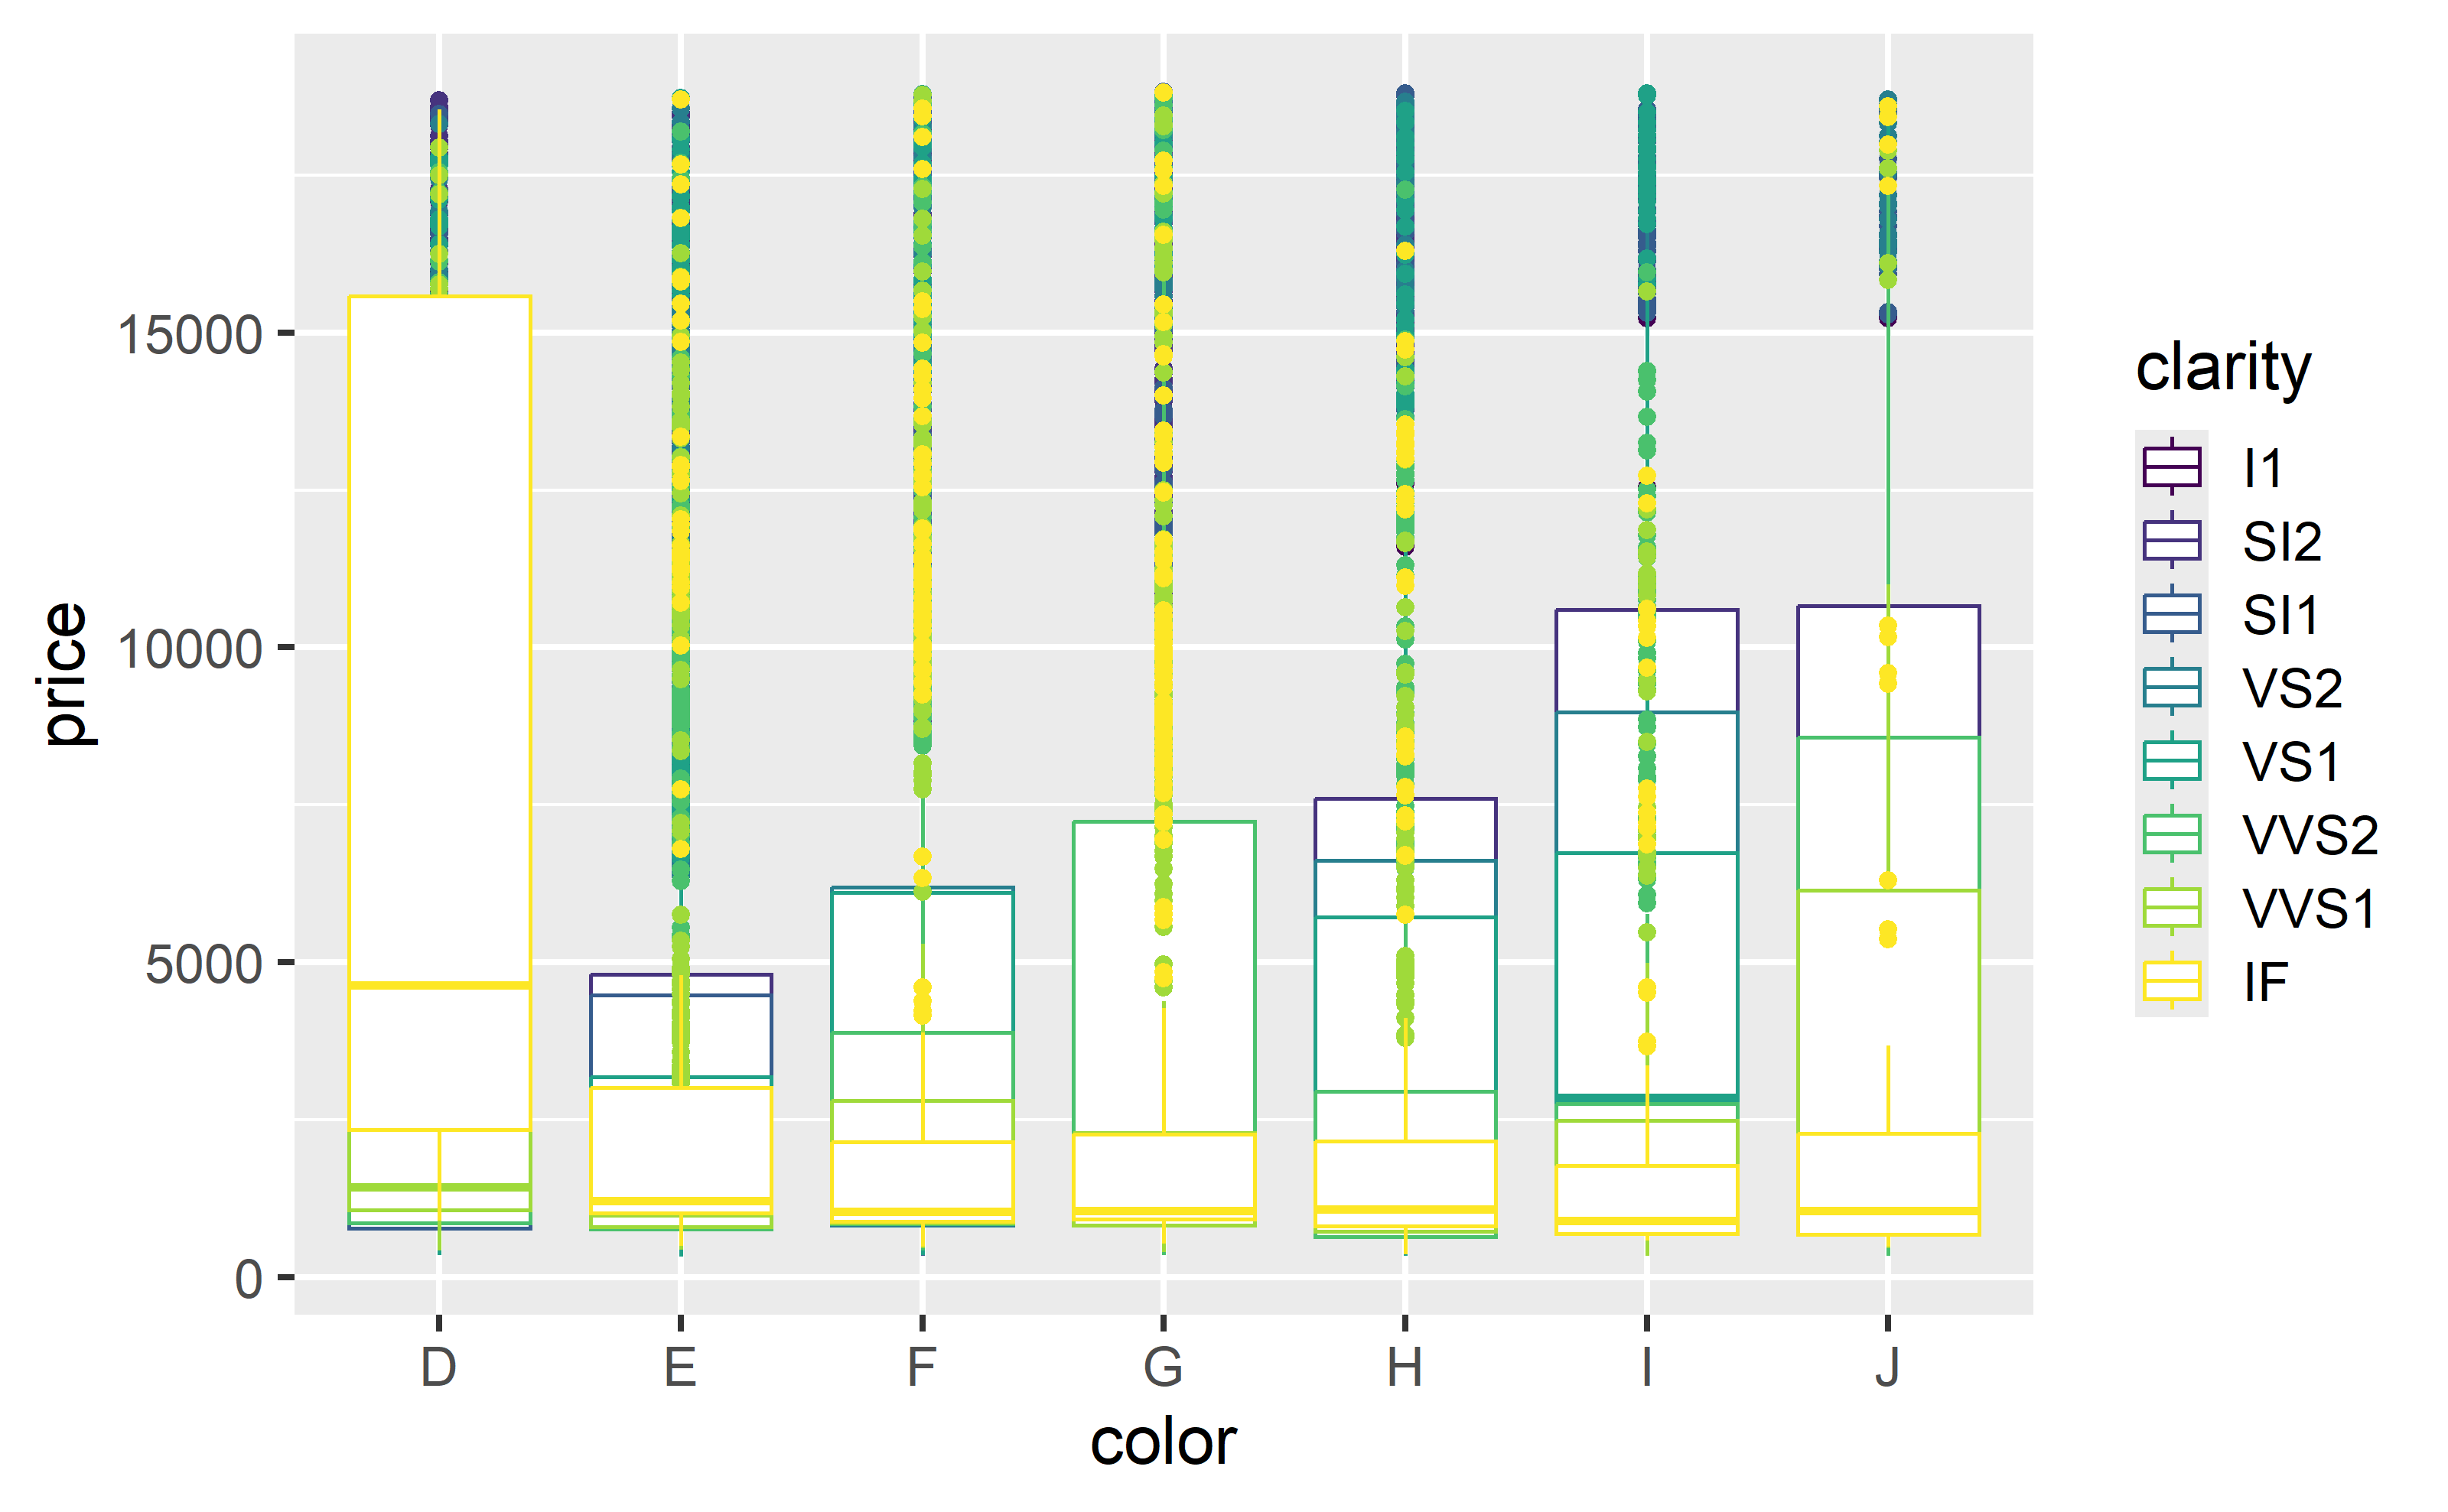 price
15000
10000
5000
0
D E F G H I J
color
clarity
I1
SI2
SI1
VS2
VS1
VVS2
VVS1
IF